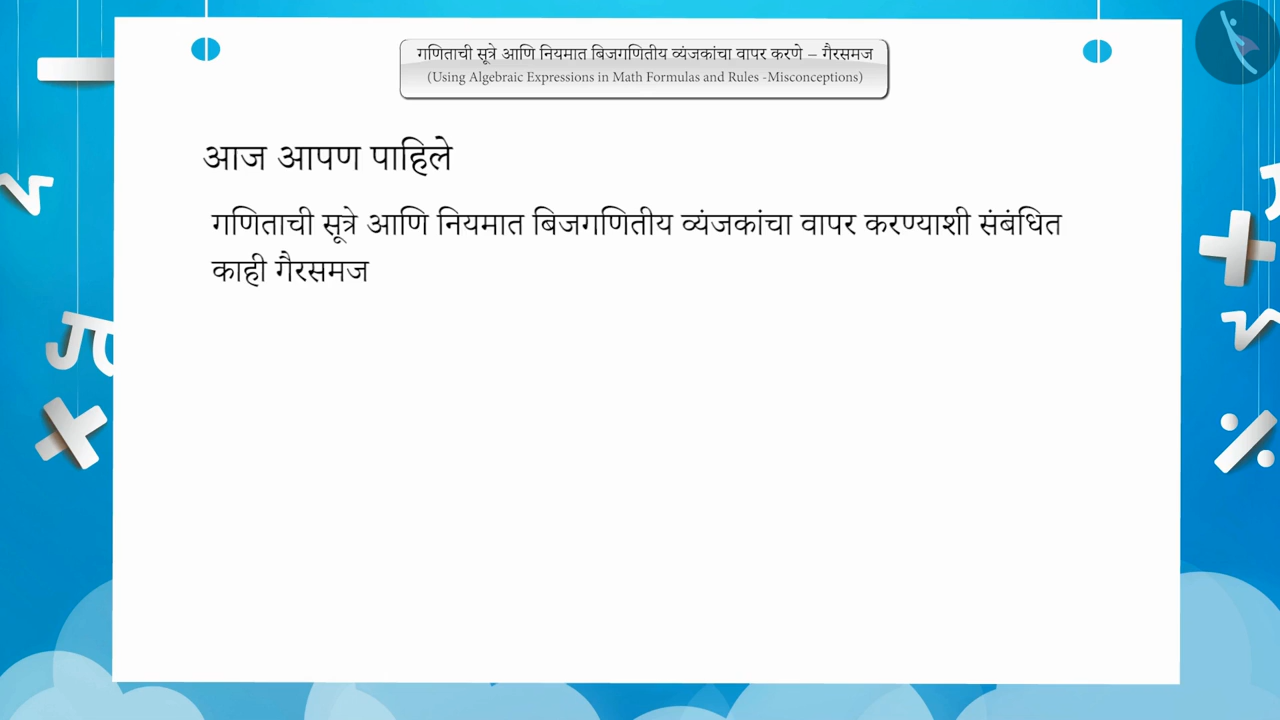 गणिताची सूत्रे आणि नियमात बिजगणितीय व्यंजकांचा वापर करणे – गैरसमज
(Using Algebraic Expressions in Math Formulas and Rules -Misconceptions)
आज आपण पाहिले
गणिताची सूत्रे आणि नियमात बिजगणितीय व्यंजकांचा वापर करण्याशी संबंधित
काही गैरसमज